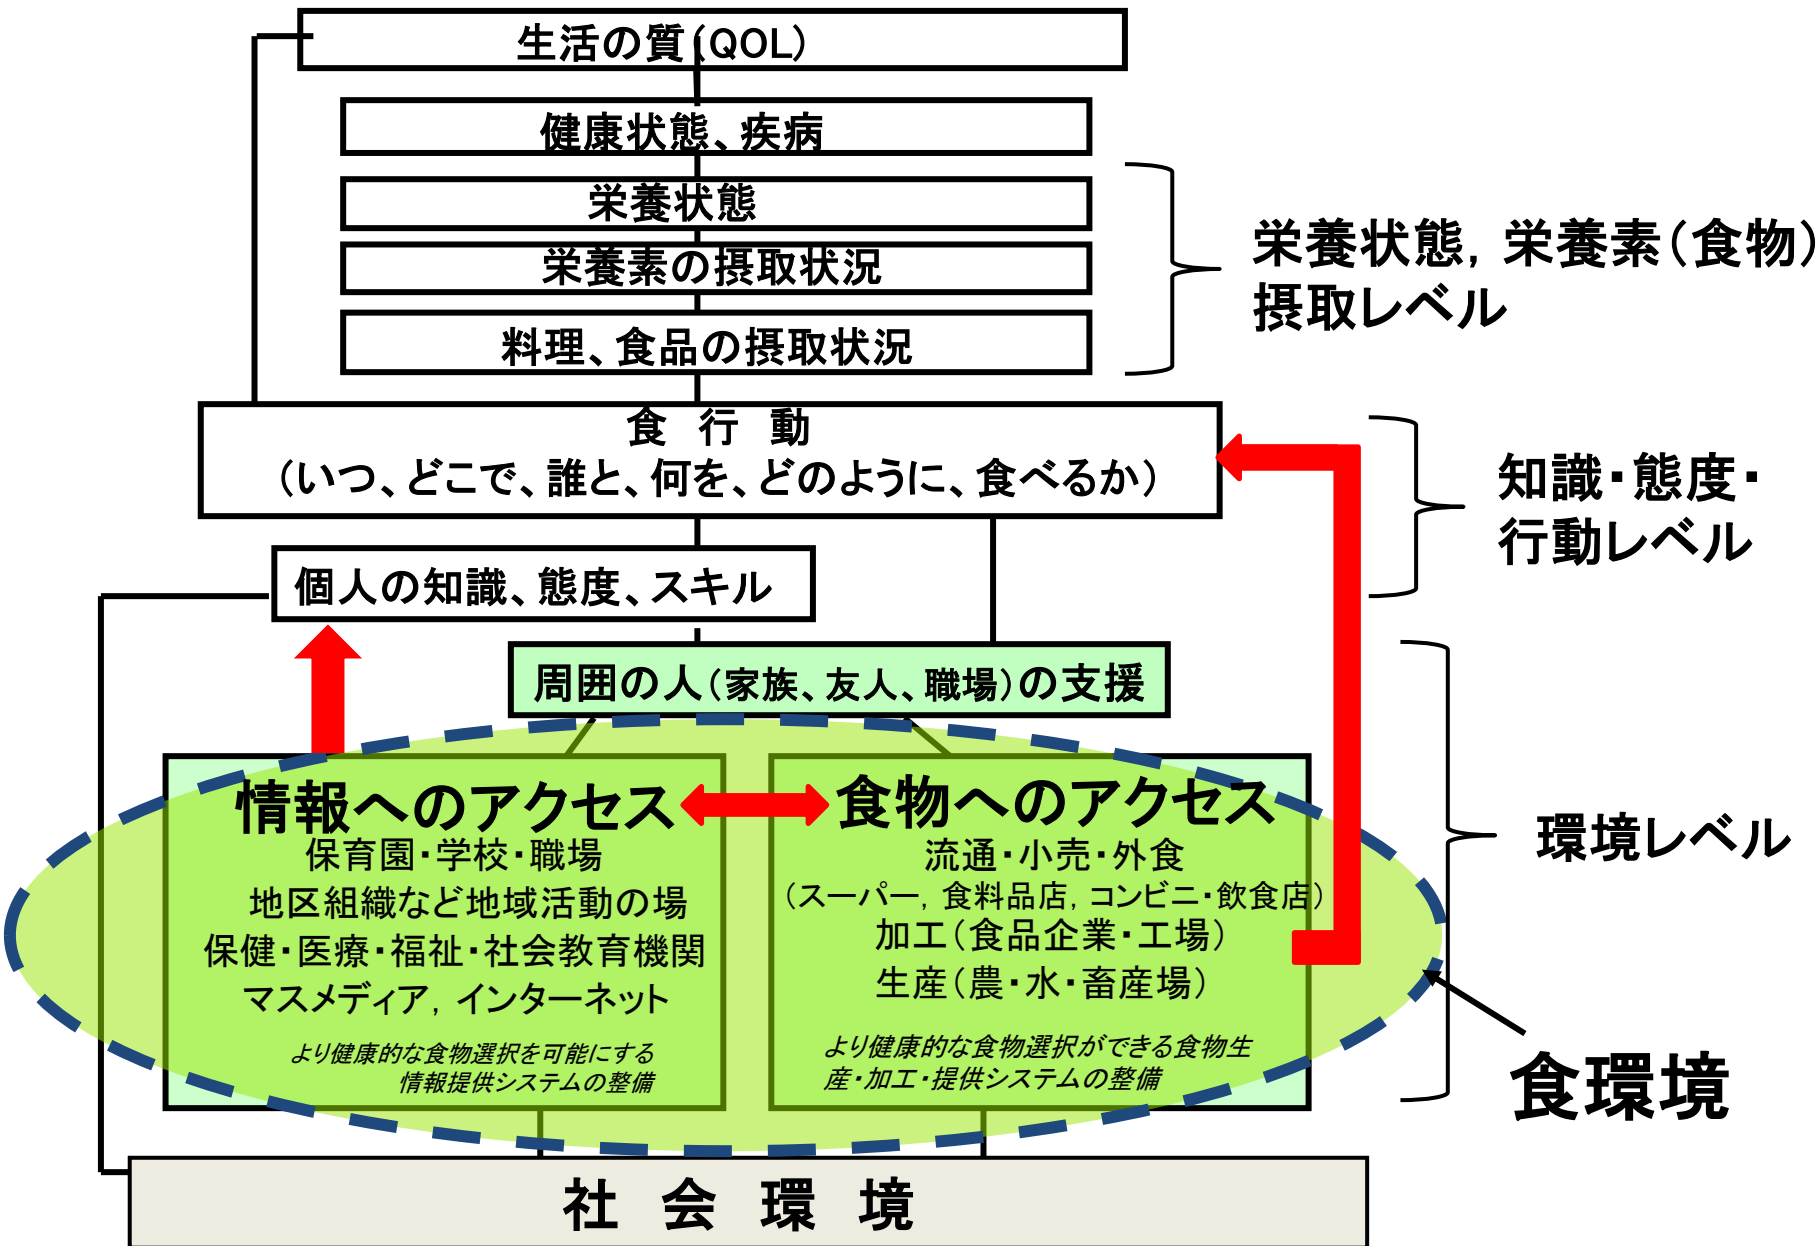 生活の質(QOL)
健康状態、疾病
栄養状態
栄養素の摂取状況
料理、食品の摂取状況
栄養状態，栄養素（食物）
摂取レベル
食　行　動
（いつ、どこで、誰と、何を、どのように、食べるか）
知識・態度・
行動レベル
個人の知識、態度、スキル
周囲の人（家族、友人、職場）の支援
情報へのアクセス
保育園・学校・職場
地区組織など地域活動の場
保健・医療・福祉・社会教育機関
マスメディア，インターネット
より健康的な食物選択を可能にする
情報提供システムの整備
食物へのアクセス
流通・小売・外食
（スーパー，食料品店，コンビニ・飲食店）
加工（食品企業・工場）
生産（農・水・畜産場）
より健康的な食物選択ができる食物生
産・加工・提供システムの整備
環境レベル
食環境
社　会　環　境